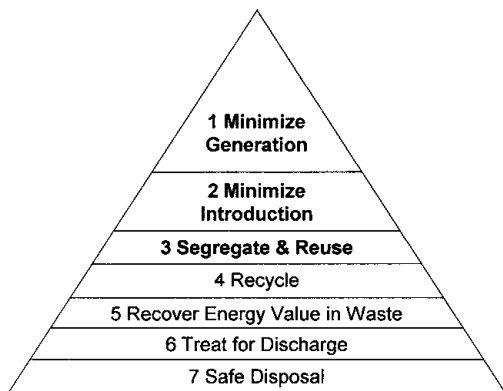 1 Minimize
Generation
2 Minimize
Introduction
3 Segregate & Reuse
4 Recycle
5 Recover Energy Value in Waste
6 Treat for Discharge
7 Safe Disposal